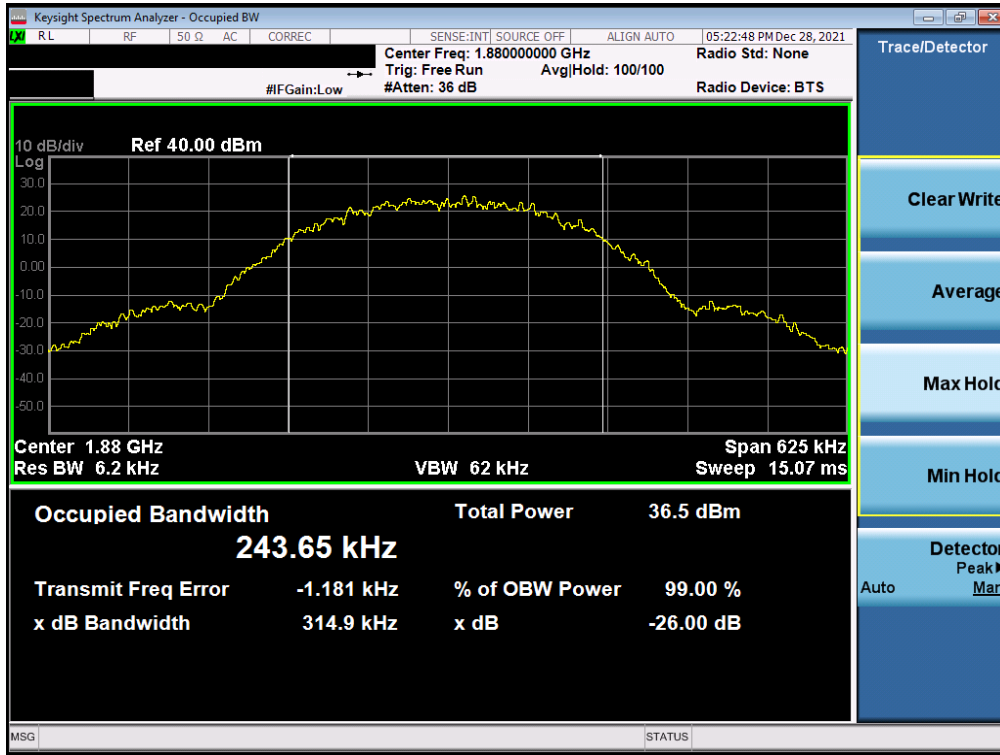 Keysight Spectrum Analyzer - Occupied BW
LXI RL RF 50 Ω AC CORREC SENSE:INT SOURCE OFF ALIGN AUTO 05:22:48 PM Dec 28, 2021
Center Freq: 1.880000000 GHz Radio Std: None
Trig: Free Run Avg|Hold: 100/100
#IFGain:Low #Atten: 36 dB Radio Device: BTS
10 dB/div Ref 40.00 dBm
Log
30.0
20.0
10.0
0.00
-10.0
-20.0
-30.0
-40.0
-50.0
Center 1.88 GHz Span 625 kHz
Res BW 6.2 kHz VBW 62 kHz Sweep 15.07 ms
Occupied Bandwidth Total Power 36.5 dBm
243.65 kHz
Transmit Freq Error -1.181 kHz % of OBW Power 99.00 %
x dB Bandwidth 314.9 kHz x dB -26.00 dB
MSG STATUS
Trace/Detector
Clear Write
Average
Max Hold
Min Hold
Detector
Peak▶
Auto Man